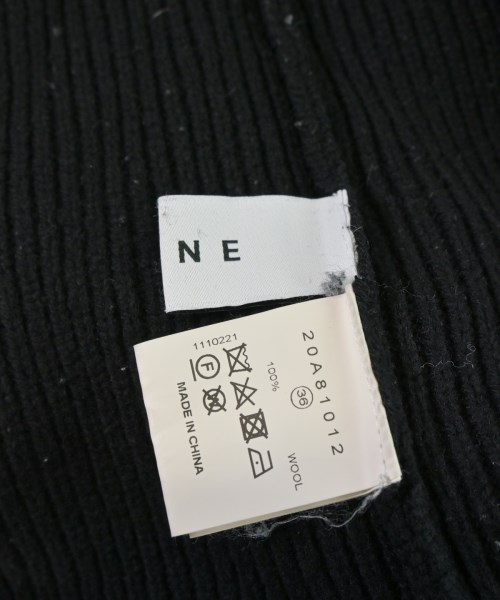 N E
20A81012
36
100% WOOL
1110221
F
MADE IN CHINA